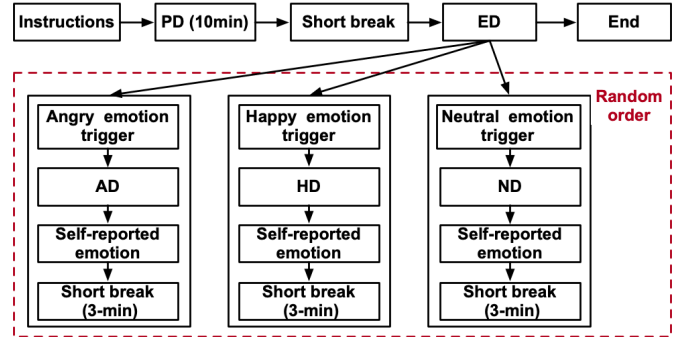 Instructions
PD (10min)
Short break
ED
End
Random
order
Angry emotion
trigger
AD
Self-reported
emotion
Short break
(3-min)
Happy emotion
trigger
HD
Self-reported
emotion
Short break
(3-min)
Neutral emotion
trigger
ND
Self-reported
emotion
Short break
(3-min)